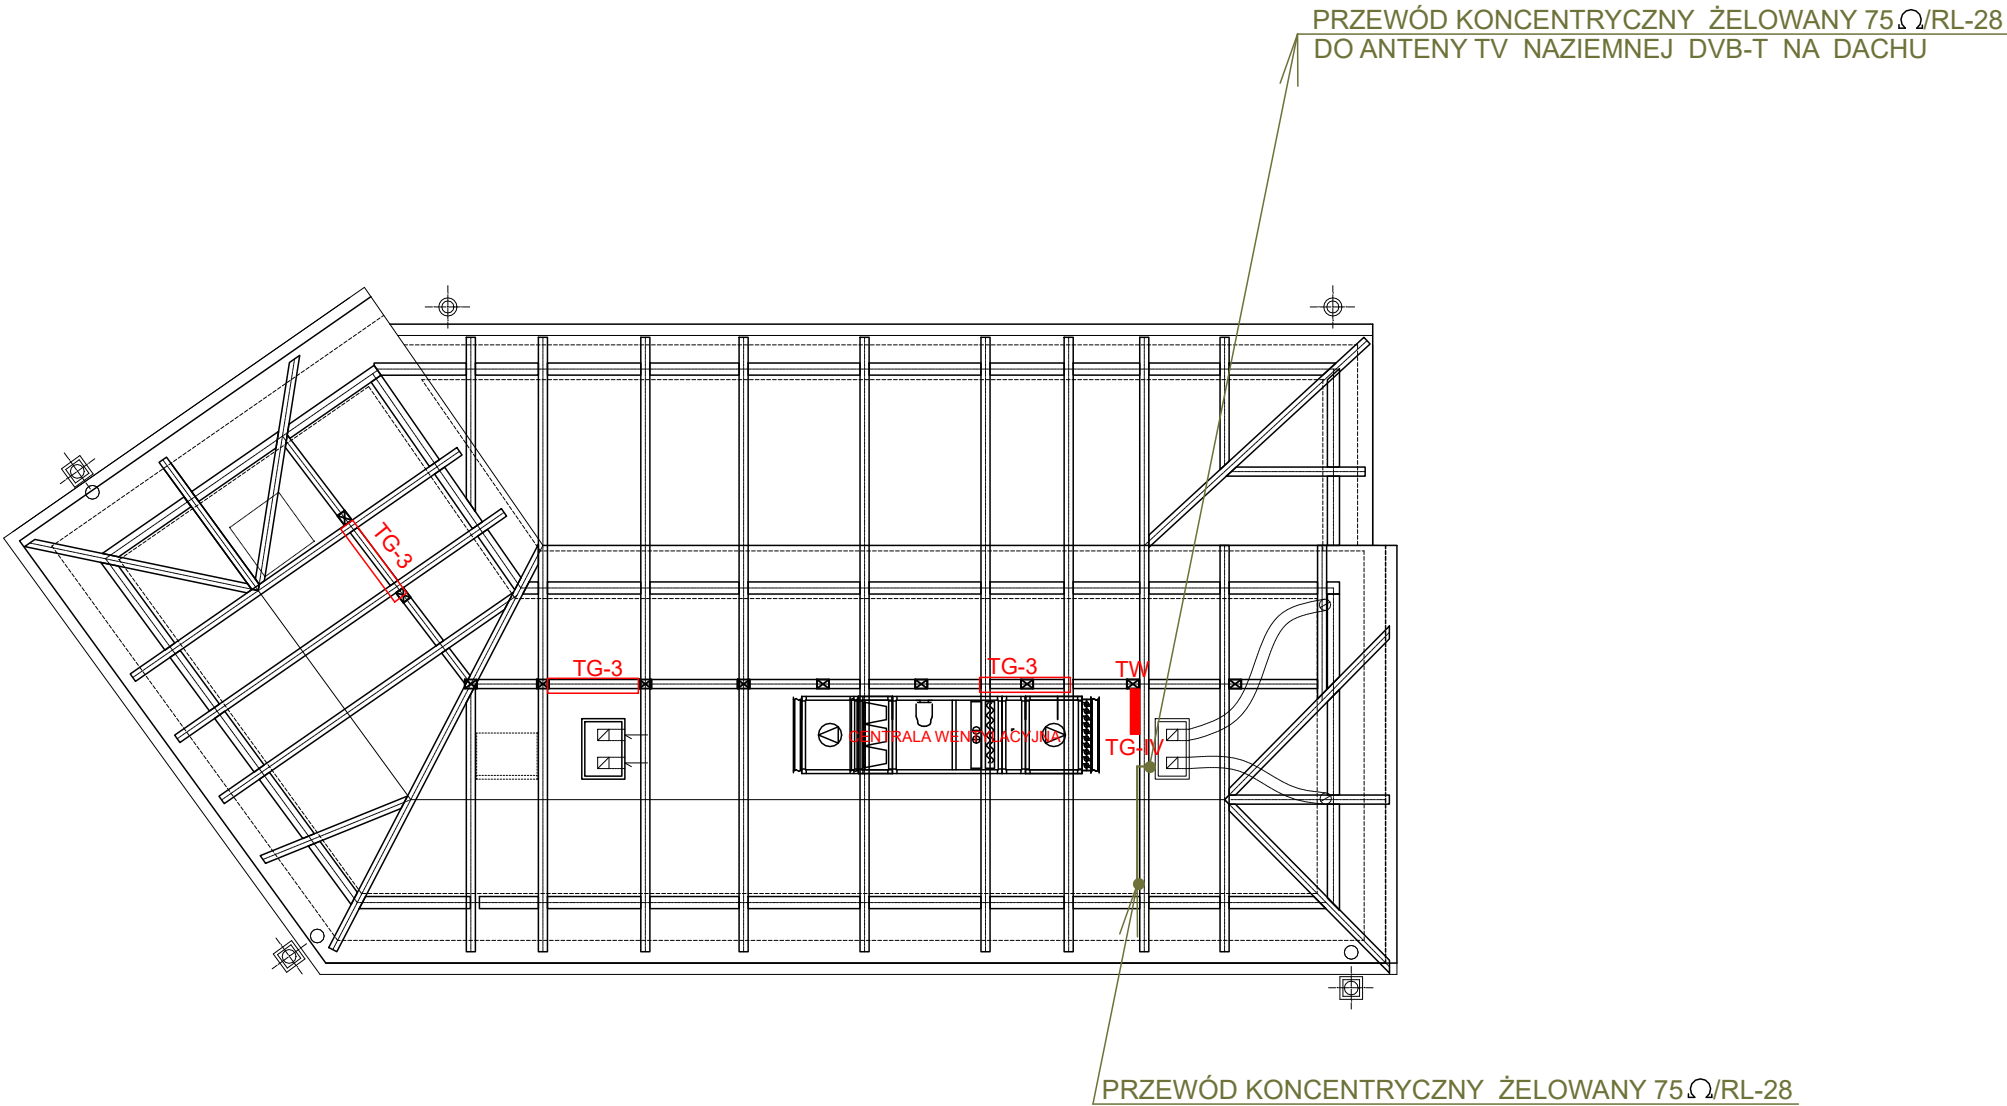 PRZEWÓD KONCENTRYCZNY ŻELOWANY 75Ω/RL-28
DO ANTENY TV NAZIEMNEJ DVB-T NA DACHU
TG-3
TG-3
TG-3
TW
CENTRALA WENTYLACYJNA
TG-IV
PRZEWÓD KONCENTRYCZNY ŻELOWANY 75Ω/RL-28